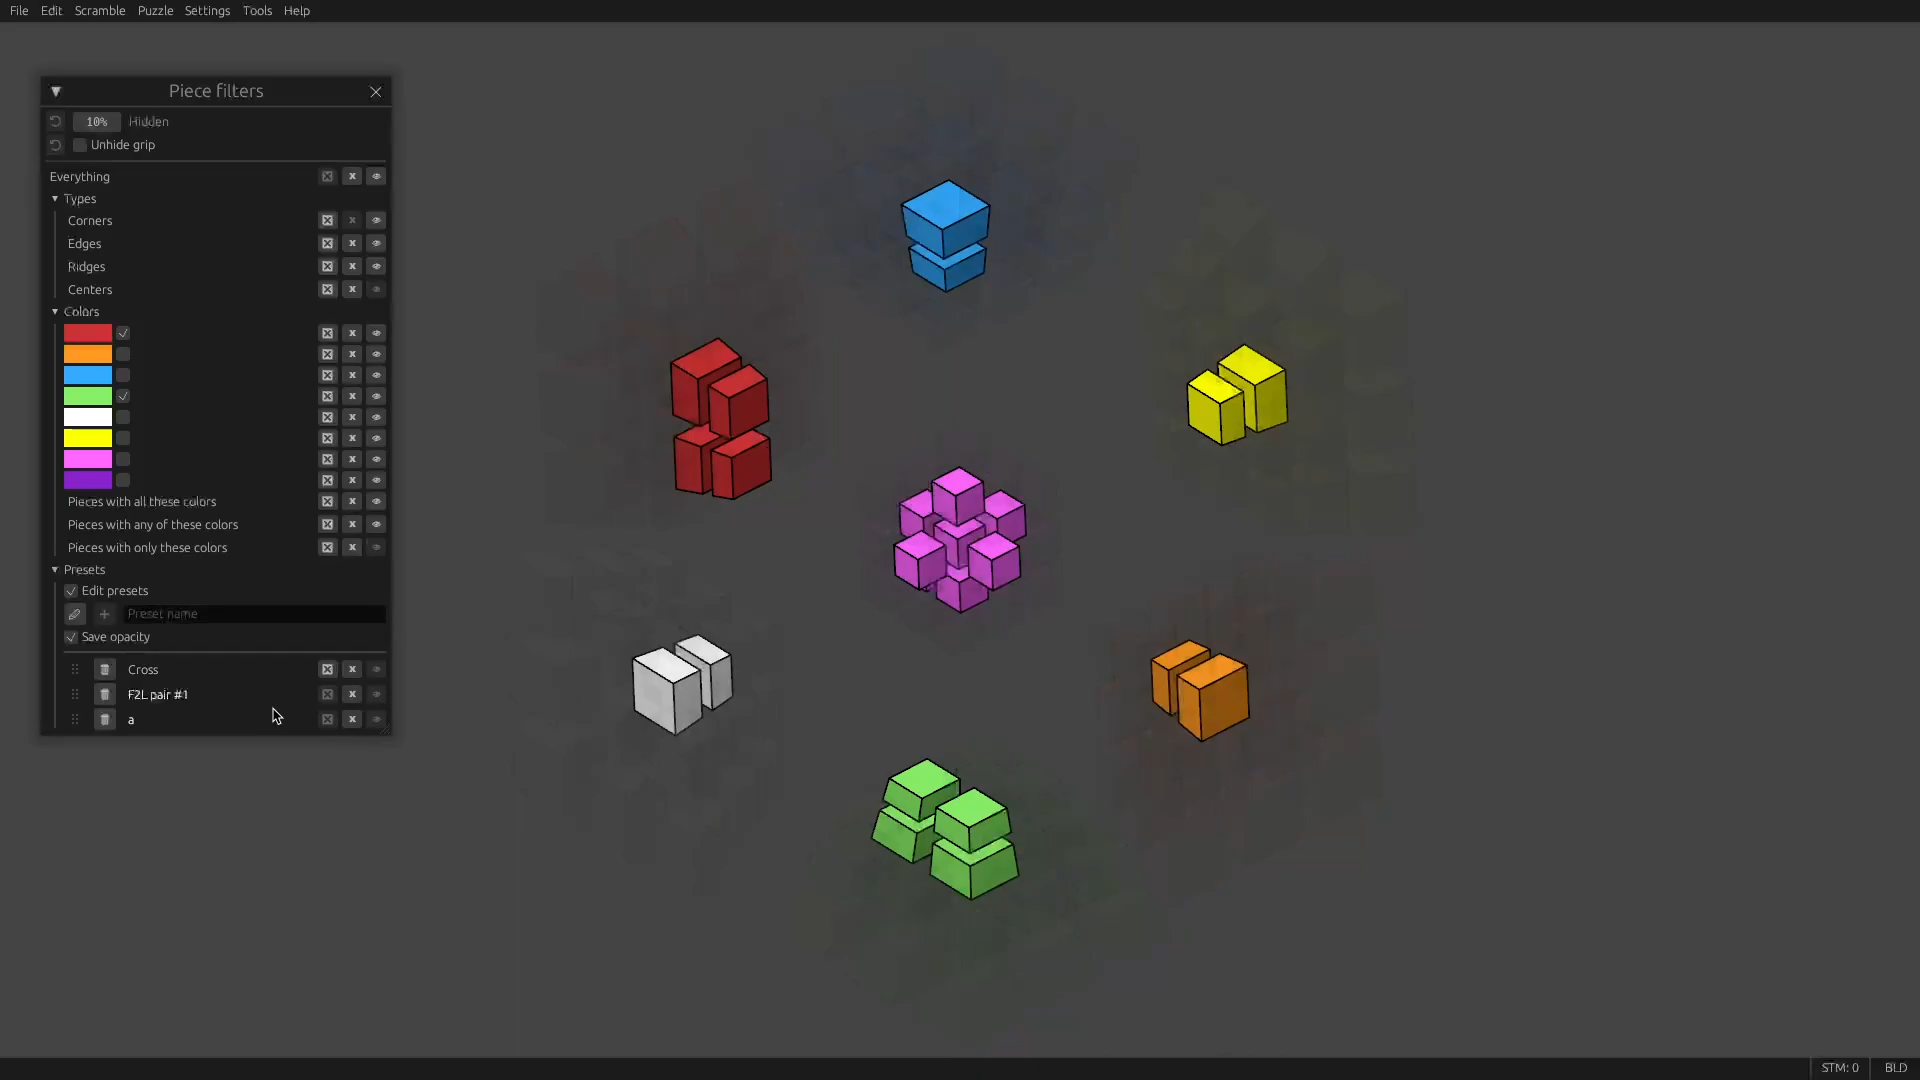 File Edit Scramble Puzzle Settings Tools Help
Piece filters
10% Hidden
Unhide grip
Everything
Types
Corners
Edges
Ridges
Centers
Colors
Pieces with all these colors
Pieces with any of these colors
Pieces with only these colors
Presets
Edit presets
Preset name
Save opacity
Cross
F2L pair #1
a
STM: 0 BLD